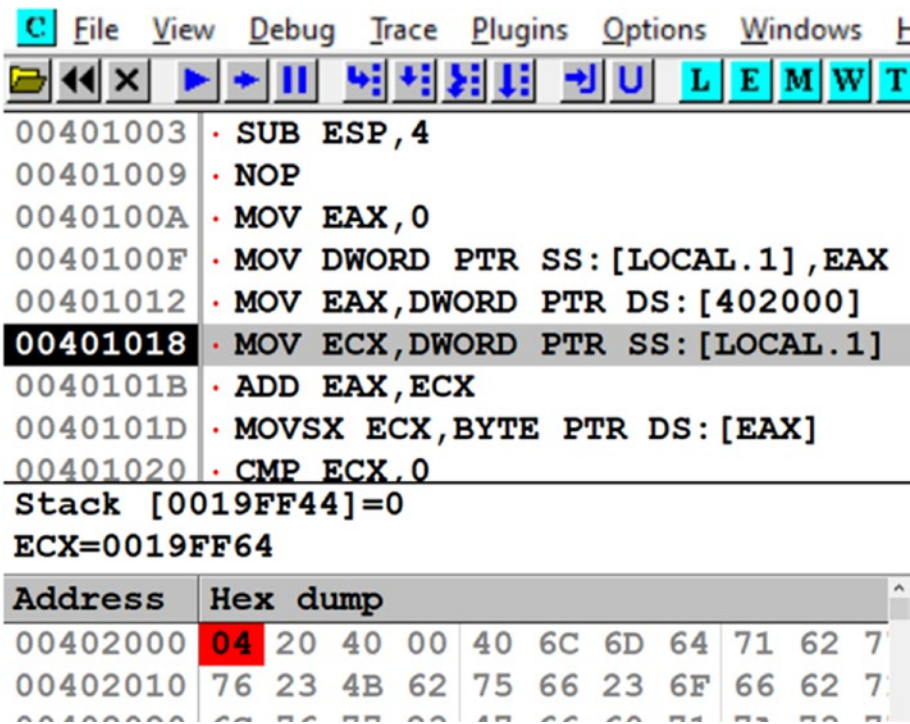 C File View Debug Trace Plugins Options Windows
L E M W T
00401003 · SUB ESP,4
00401009 · NOP
0040100A · MOV EAX,0
0040100F · MOV DWORD PTR SS:[LOCAL.1],EAX
00401012 · MOV EAX,DWORD PTR DS:[402000]
00401018 · MOV ECX,DWORD PTR SS:[LOCAL.1]
0040101B · ADD EAX,ECX
0040101D · MOVSX ECX,BYTE PTR DS:[EAX]
00401020 · CMP ECX,0
Stack [0019FF44]=0
ECX=0019FF64
Address Hex dump
00402000 04 20 40 00 40 6C 6D 64 71 62
00402010 76 23 4B 62 75 66 23 6F 66 62